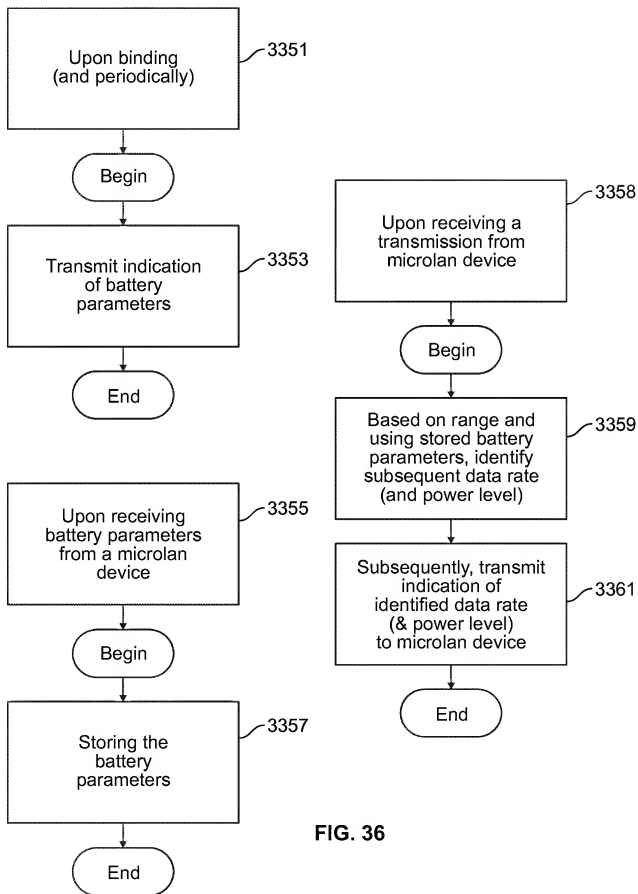 Upon binding
(and periodically)
3351
Begin
Transmit indication
of battery
parameters
3353
End
Upon receiving
battery parameters
from a microlan
device
3355
Begin
Storing the
battery
parameters
3357
End
Upon receiving a
transmission from
microlan device
3358
Begin
Based on range and
using stored battery
parameters, identify
subsequent data rate
(and power level)
3359
Subsequently, transmit
indication of
identified data rate
(& power level)
to microlan device
3361
End
FIG. 36